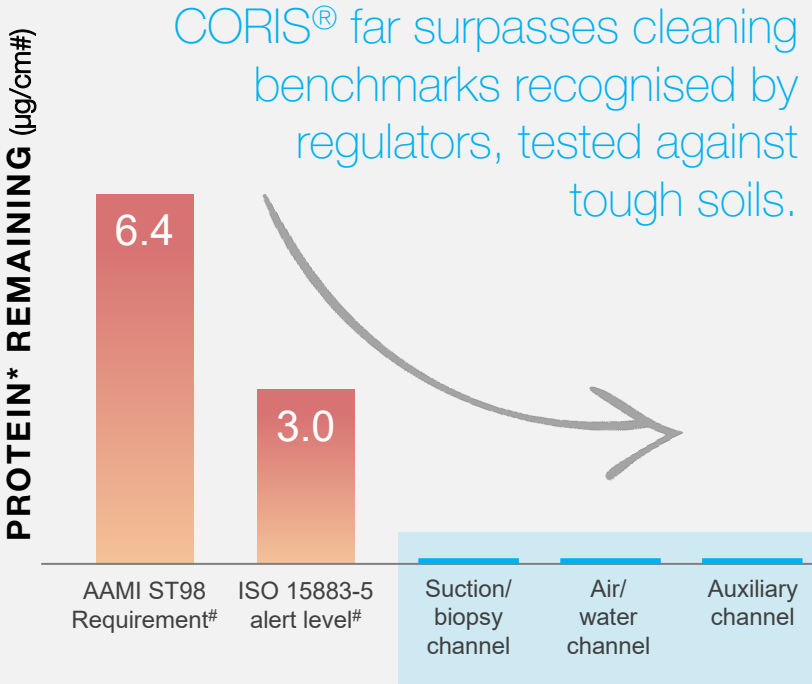 CORIS® far surpasses cleaning
benchmarks recognised by
regulators, tested against
tough soils.
PROTEIN* REMAINING (µg/cm#)
6.4
3.0
AAMI ST98
Requirement#
ISO 15883-5
alert level#
Suction/
biopsy
channel
Air/
water
channel
Auxiliary
channel